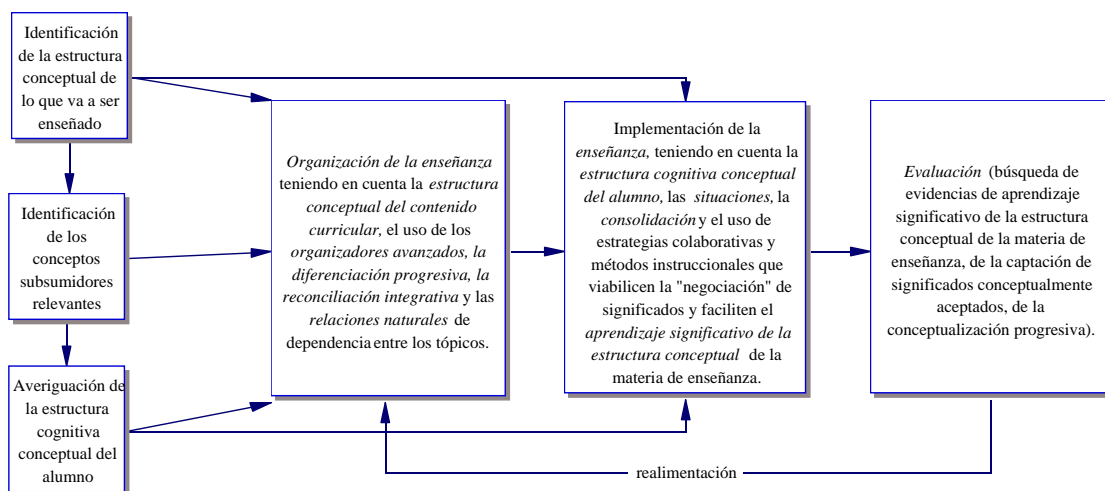 Identificación
de la estructura
conceptual de
lo que va a ser
enseñado
Identificación
de los
conceptos
subsumidores
relevantes
Averiguación de
la estructura
cognitiva
conceptual del
alumno
Organización de la enseñanza
teniendo en cuenta la estructura
conceptual del contenido
curricular, el uso de los
organizadores avanzados, la
diferenciación progresiva, la
reconciliación integrativa y las
relaciones naturales de
dependencia entre los tópicos.
Implementación de la
enseñanza, teniendo en cuenta la
estructura cognitiva conceptual
del alumno, las situaciones, la
consolidación y el uso de
estrategias colaborativas y
métodos instruccionales que
viabilicen la "negociación" de
significados y faciliten el
aprendizaje significativo de la
estructura conceptual de la
materia de enseñanza.
Evaluación (búsqueda de
evidencias de aprendizaje
significativo de la estructura
conceptual de la materia de
enseñanza, de la captación de
significados conceptualmente
aceptados, de la
conceptualización progresiva).
realimentación